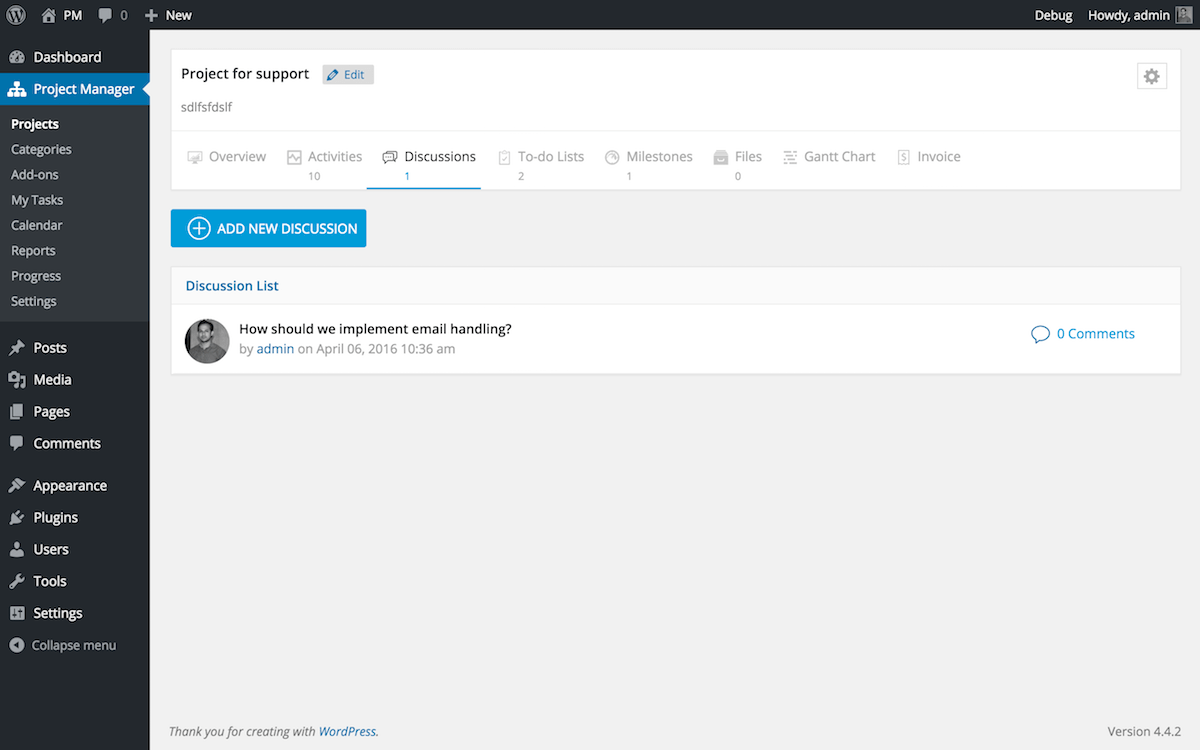 PM 0 New Debug Howdy, admin
Dashboard
Project Manager
Projects
Categories
Add-ons
My Tasks
Calendar
Reports
Progress
Settings
Posts
Media
Pages
Comments
Appearance
Plugins
Users
Tools
Settings
Collapse menu
Project for support Edit
sdlfsfdslf
Overview Activities Discussions To-do Lists Milestones Files Gantt Chart Invoice
10 1 2 1 0
ADD NEW DISCUSSION
Discussion List
How should we implement email handling?
by admin on April 06, 2016 10:36 am
0 Comments
Thank you for creating with WordPress.
Version 4.4.2